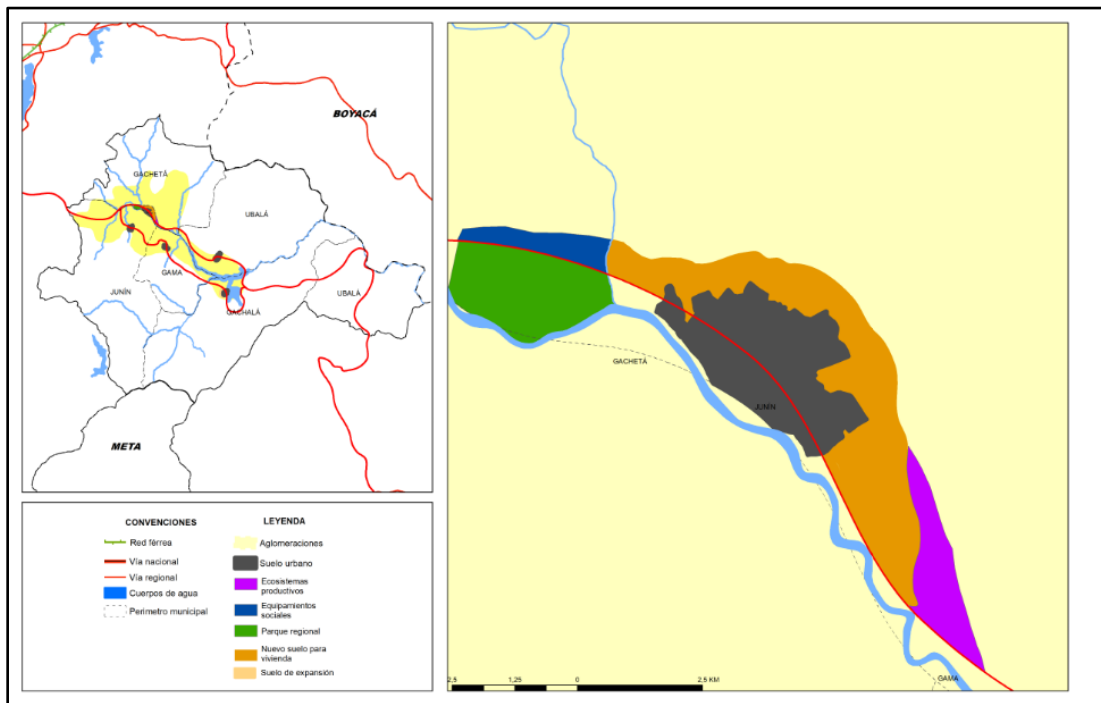 BOYACÁ
GACHETÁ
UBALÁ
GAMA
JUNÍN
UBALÁ
GACHALÁ
META
CONVENCIONES
Red férrea
Vía nacional
Vía regional
Cuerpos de agua
Perimetro municipal
LEYENDA
Aglomeraciones
Suelo urbano
Ecosistemas
productivos
Equipamientos
sociales
Parque regional
Nuevo suelo para
vivienda
Suelo de expansión
GACHETÁ
JUNÍN
GAMA
2,5 1,25 0 2,5 KM